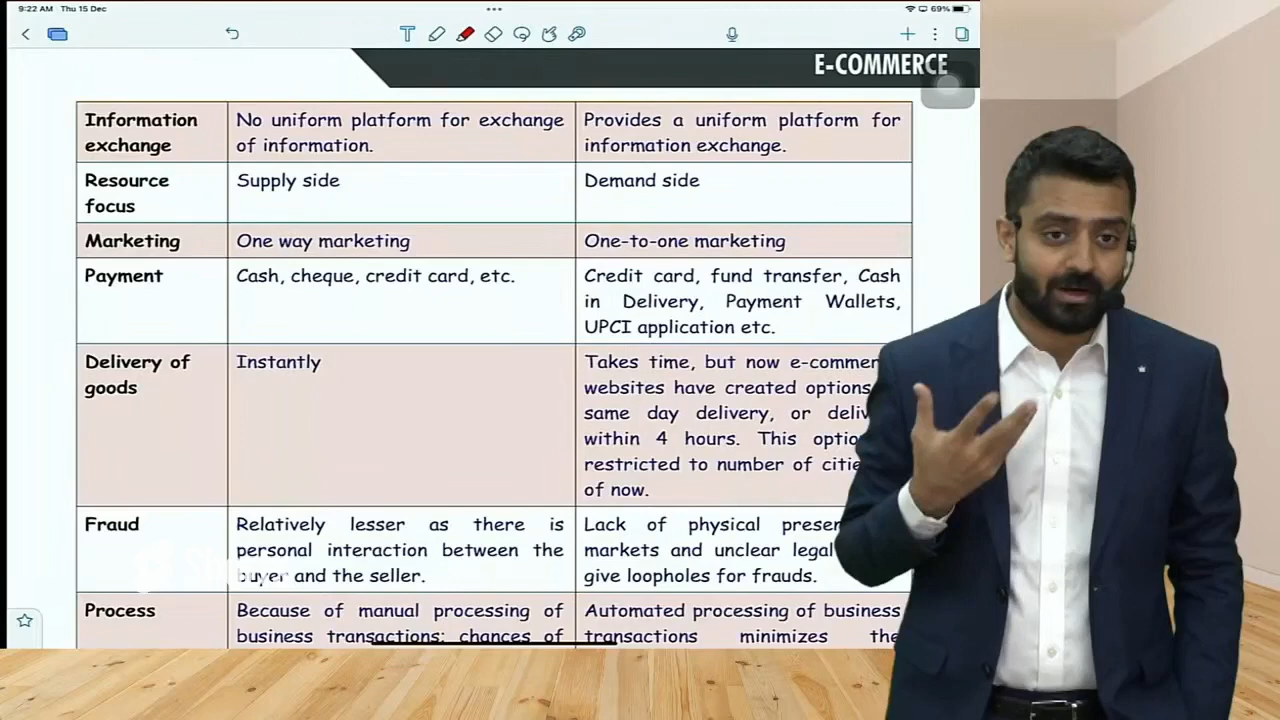 9:22 AM Thu 15 Dec
69%
E-COMMERCE
Information exchange
No uniform platform for exchange of information.
Provides a uniform platform for information exchange.
Resource focus
Supply side
Demand side
Marketing
One way marketing
One-to-one marketing
Payment
Cash, cheque, credit card, etc.
Credit card, fund transfer, Cash
in Delivery, Payment Wallets,
UPCI application etc.
Delivery of goods
Instantly
Takes time, but now
websites have created options
same day delivery, or
within 4 hours. This
restricted to number of
of now.
Fraud
Relatively lesser as there is
personal interaction between the
buyer and the seller.
Lack of physical
markets and unclear legal
give loopholes for frauds.
Process
Because of manual processing of
business transactions; chances of
Automated processing of business
transactions minimizes the